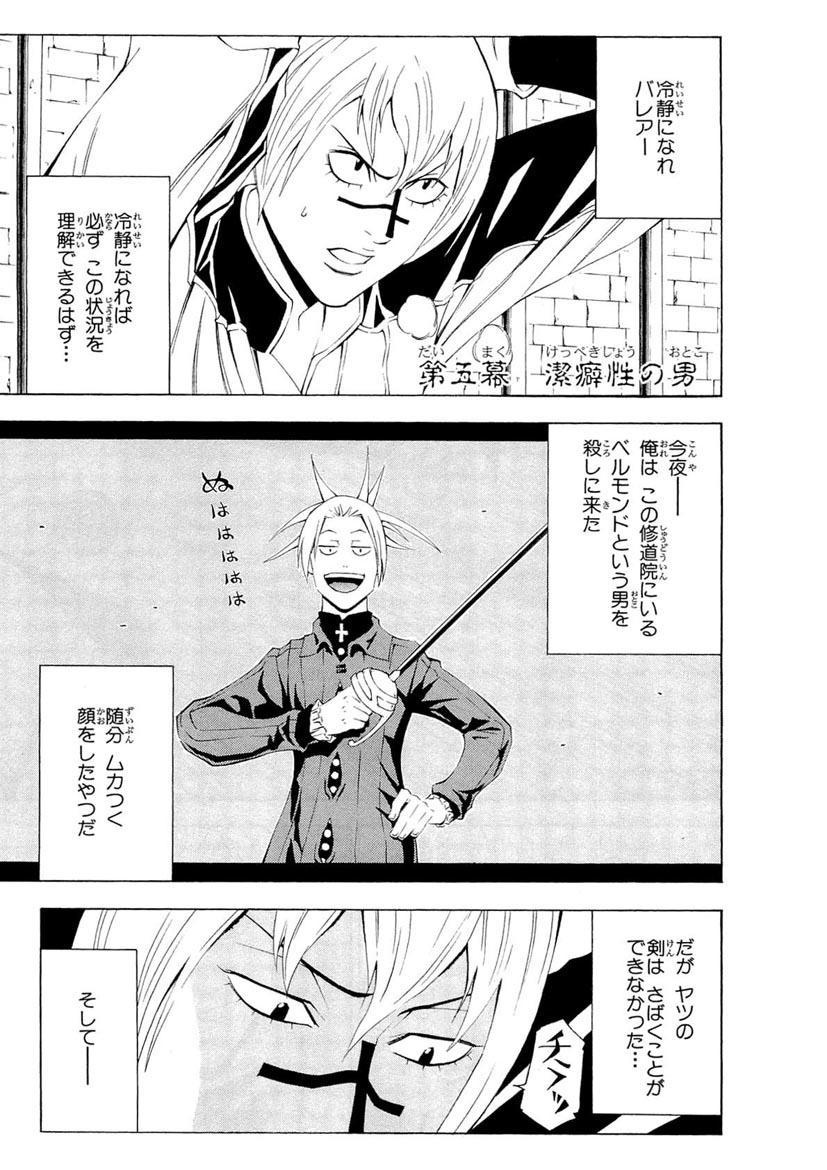 冷静になれ
バレアー
冷静になれば
必ず この状況を
理解できるはず…
第五幕 潔癖性の男
今夜――
俺は この修道院にいる
ベルモンドという男を
殺しに来た
ぬぁはははははは
随分 ムカつく
顔をしたやつだ
だが ヤツの
剣は さばくことが
できなかった…
そして――